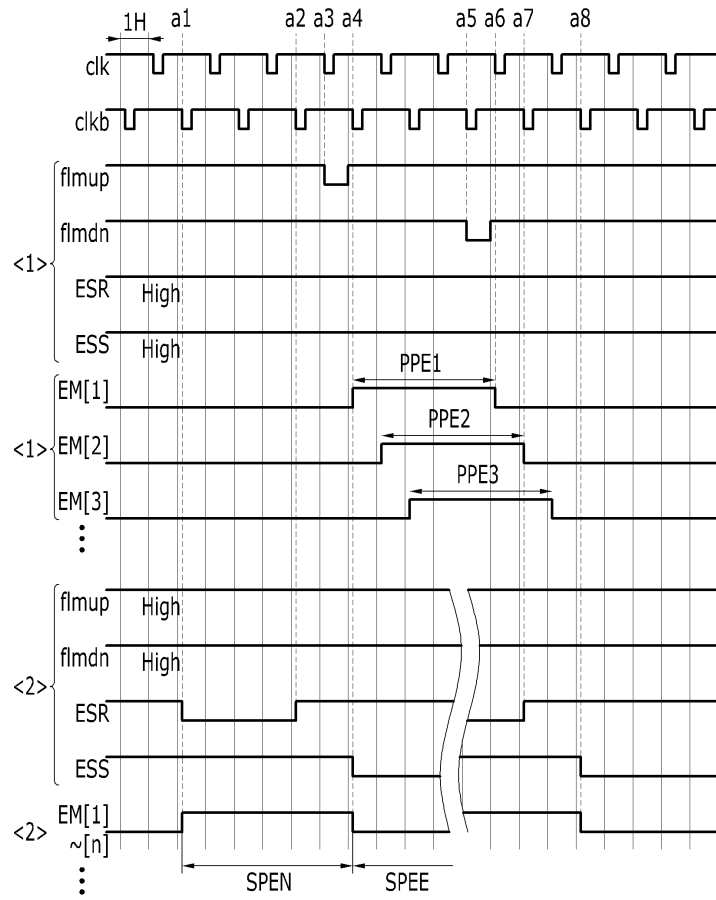 1H a1 a2 a3 a4 a5 a6 a7 a8
clk
clkb
flmup
flmdn
<1>
ESR High
ESS High
PPE1
EM[1]
PPE2
<1> EM[2]
PPE3
EM[3]
flmup High
flmdn High
<2>
ESR
ESS
EM[1]
<2>
~[n]
SPEN SPEE